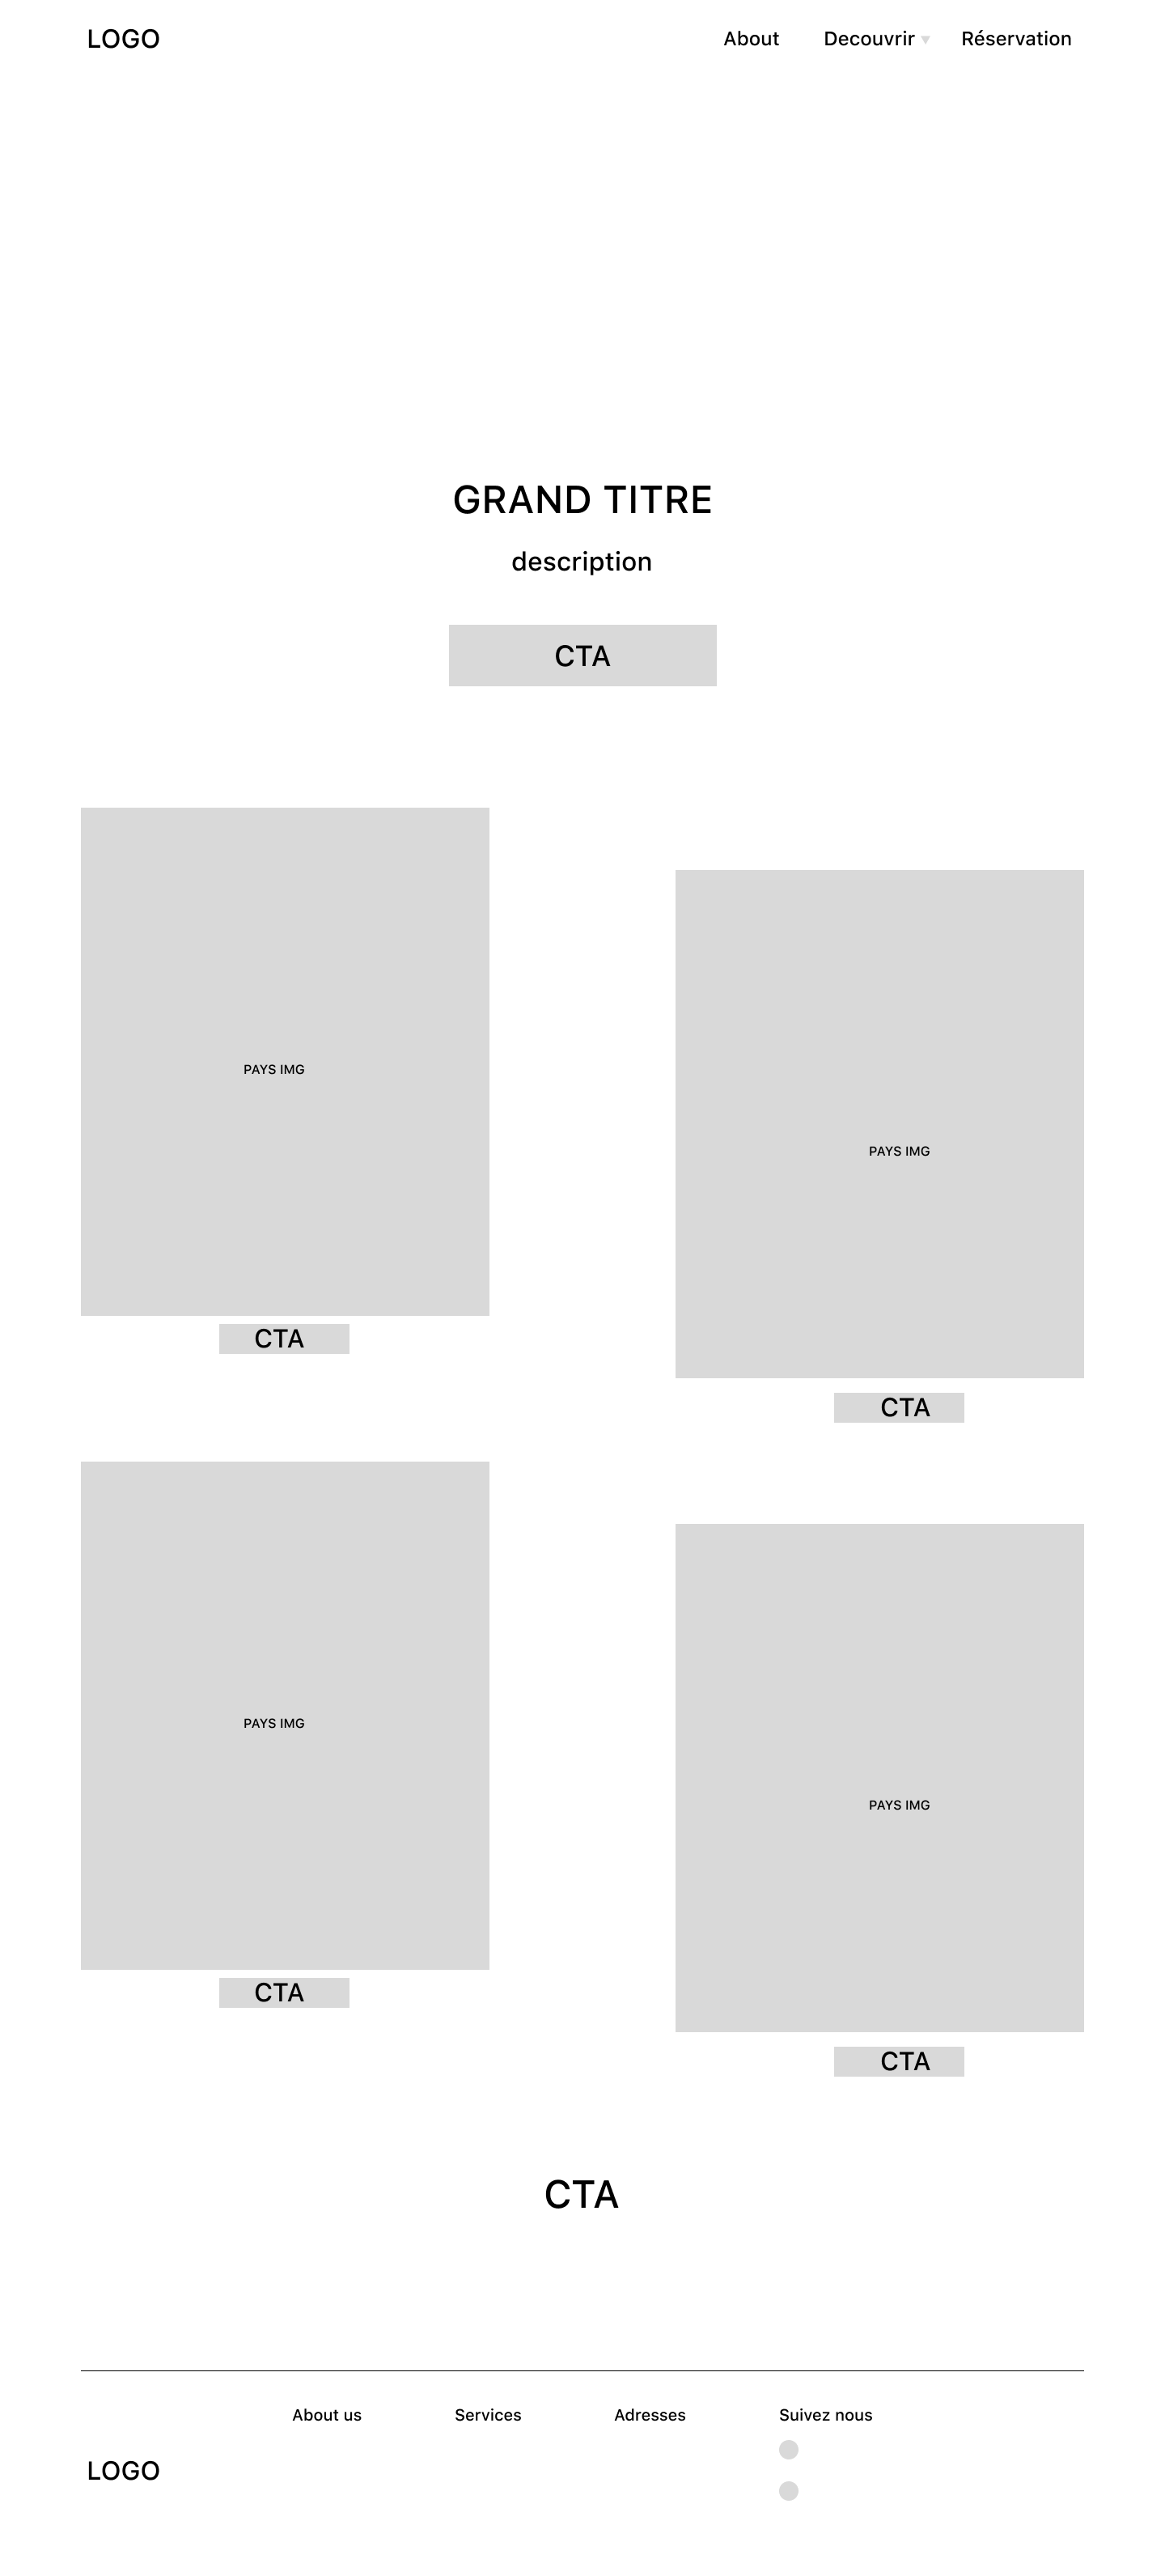 LOGO
About
Decouvrir
Réservation
GRAND TITRE
description
CTA
PAYS IMG
PAYS IMG
CTA
CTA
PAYS IMG
PAYS IMG
CTA
CTA
CTA
About us
Services
Adresses
Suivez nous
LOGO